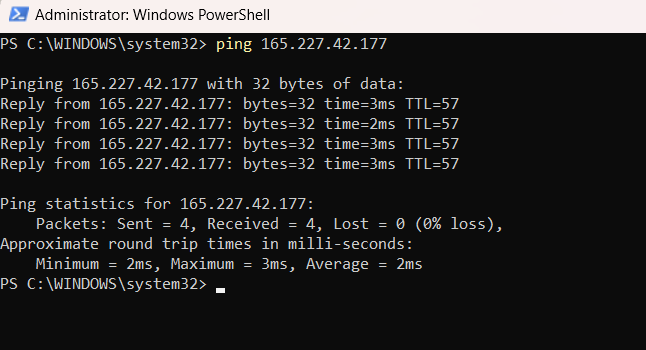 Administrator: Windows PowerShell
PS C:\WINDOWS\system32> ping 165.227.42.177
Pinging 165.227.42.177 with 32 bytes of data:
Reply from 165.227.42.177: bytes=32 time=3ms TTL=57
Reply from 165.227.42.177: bytes=32 time=2ms TTL=57
Reply from 165.227.42.177: bytes=32 time=3ms TTL=57
Reply from 165.227.42.177: bytes=32 time=3ms TTL=57
Ping statistics for 165.227.42.177:
    Packets: Sent = 4, Received = 4, Lost = 0 (0% loss),
Approximate round trip times in milli-seconds:
    Minimum = 2ms, Maximum = 3ms, Average = 2ms
PS C:\WINDOWS\system32>